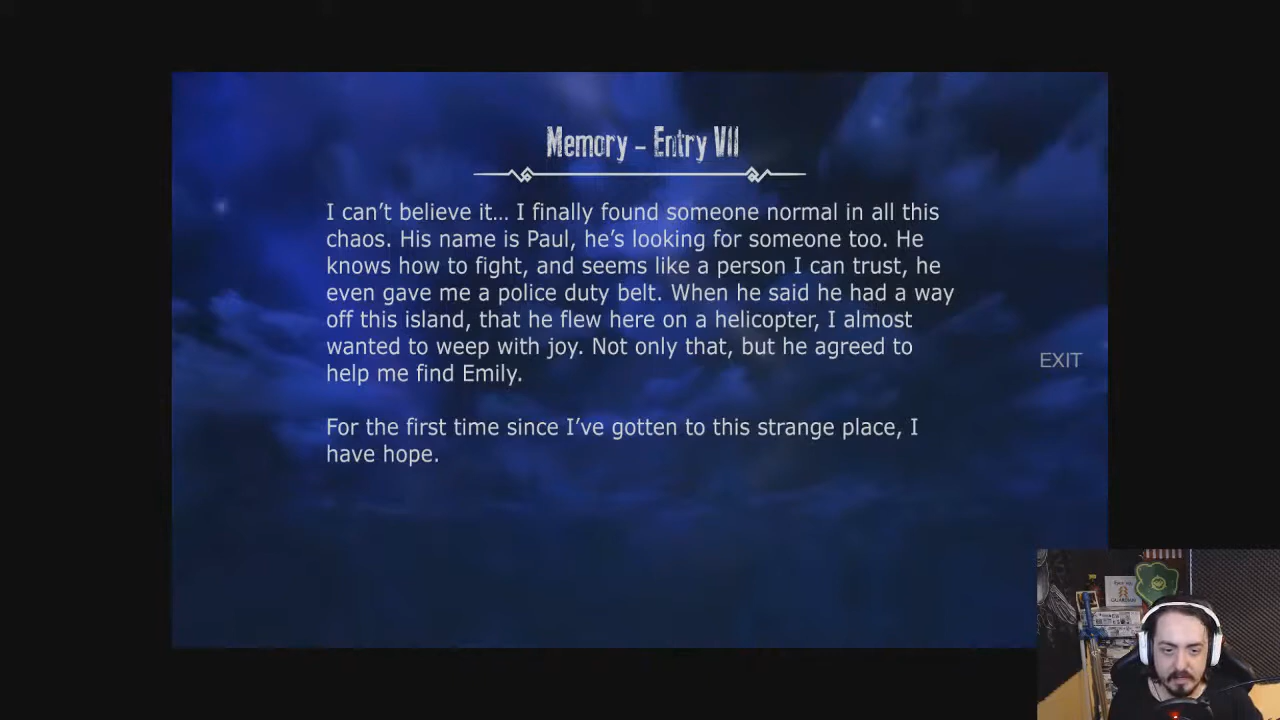 Memory – Entry VII
I can't believe it… I finally found someone normal in all this
chaos. His name is Paul, he's looking for someone too. He
knows how to fight, and seems like a person I can trust, he
even gave me a police duty belt. When he said he had a way
off this island, that he flew here on a helicopter, I almost
wanted to weep with joy. Not only that, but he agreed to
help me find Emily.
EXIT
For the first time since I've gotten to this strange place, I
have hope.